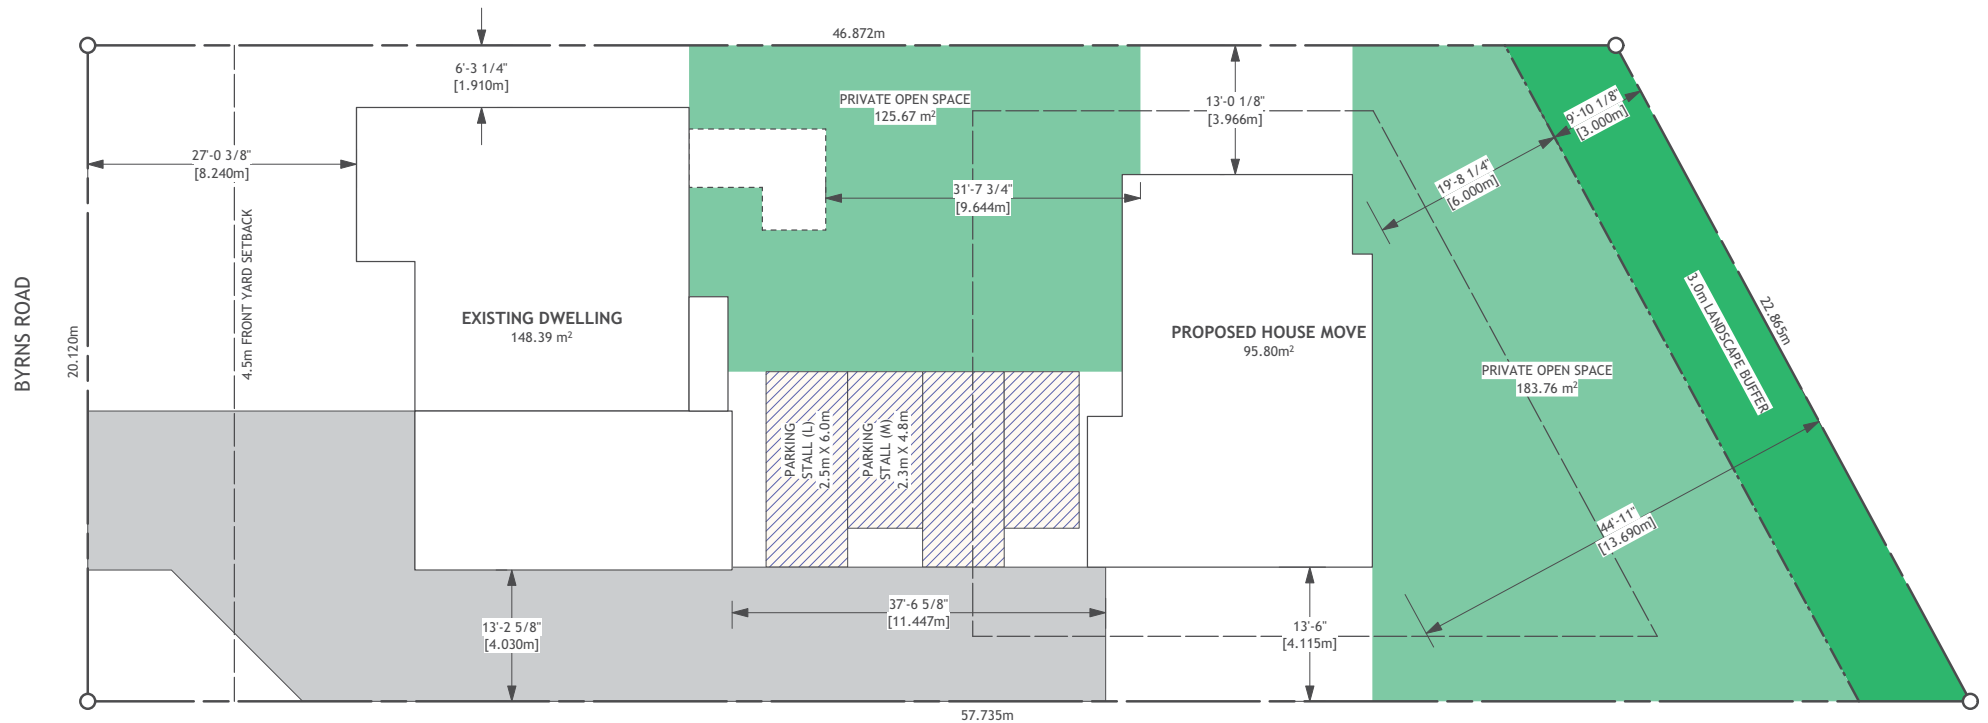 46.872m
6'-3 1/4"
[1.910m]
PRIVATE OPEN SPACE
125.67 m²
13'-0 1/8"
[3.966m]
9'-10 1/8"
[3.000m]
27'-0 3/8"
[8.240m]
31'-7 3/4"
[9.644m]
19'-8 1/4"
[6.000m]
BYRNS ROAD
20.120m
4.5m FRONT YARD SETBACK
EXISTING DWELLING
148.39 m²
PROPOSED HOUSE MOVE
95.80m²
PRIVATE OPEN SPACE
183.76 m²
3.0m LANDSCAPE BUFFER
22.865m
PARKING
STALL (L)
2.5m X 6.0m
PARKING
STALL (M)
2.3m X 4.8m
44'-11"
[13.690m]
37'-6 5/8"
[11.447m]
13'-2 5/8"
[4.030m]
13'-6"
[4.115m]
57.735m